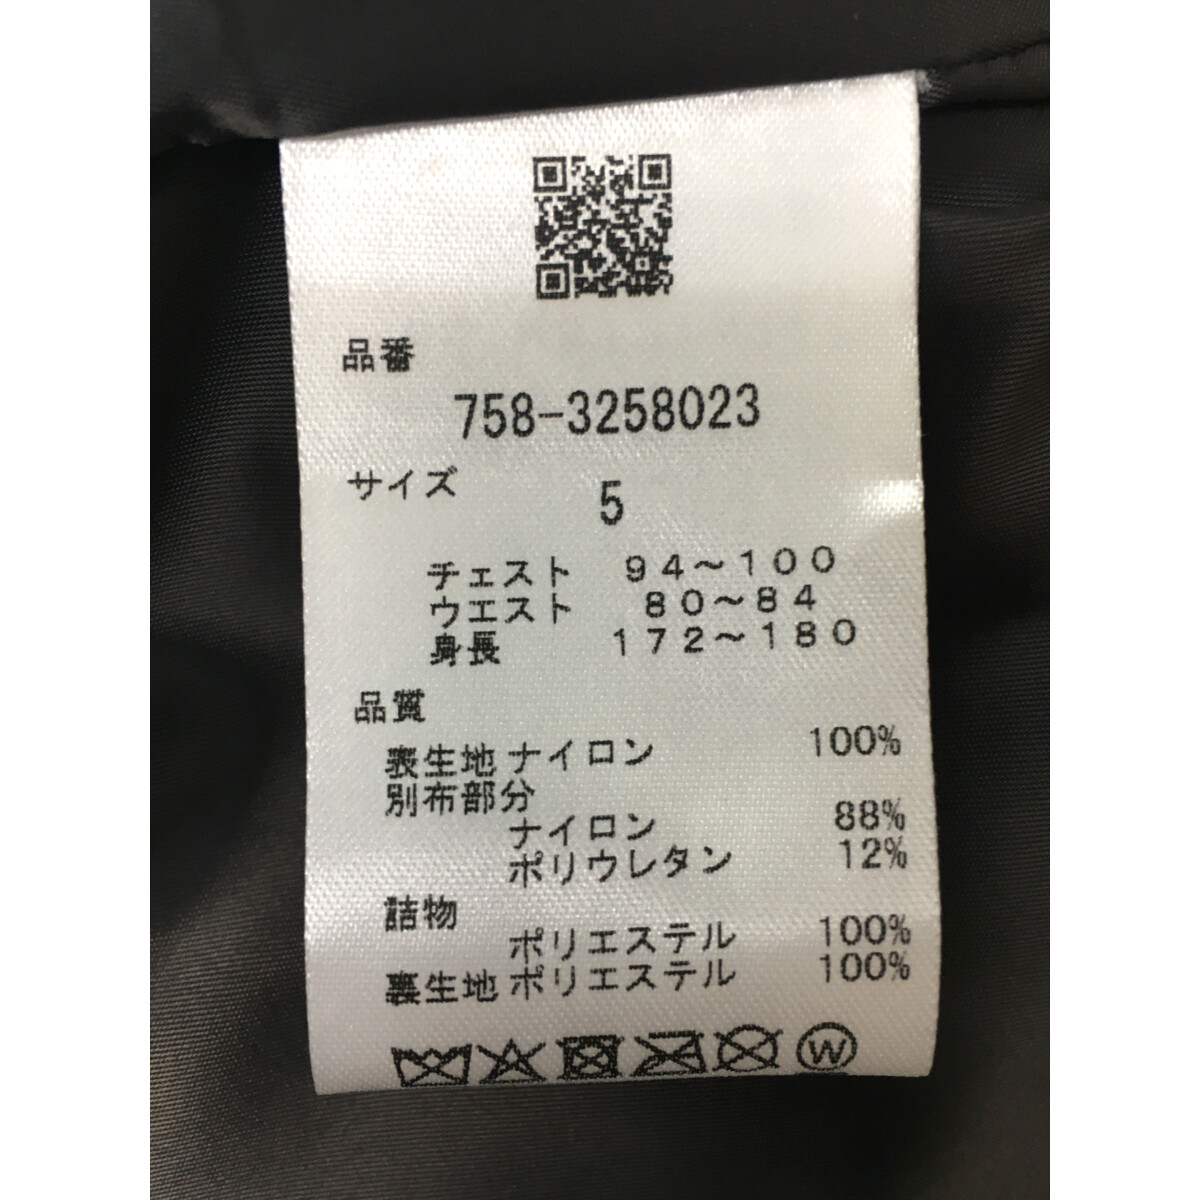 品番
758-3258023
サイズ 5
チェスト 94～100
ウエスト 80～84
身長 172～180
品質
表生地 ナイロン 100%
別布部分
ナイロン 88%
ポリウレタン 12%
詰物
ポリエステル 100%
裏生地 ポリエステル 100%
W